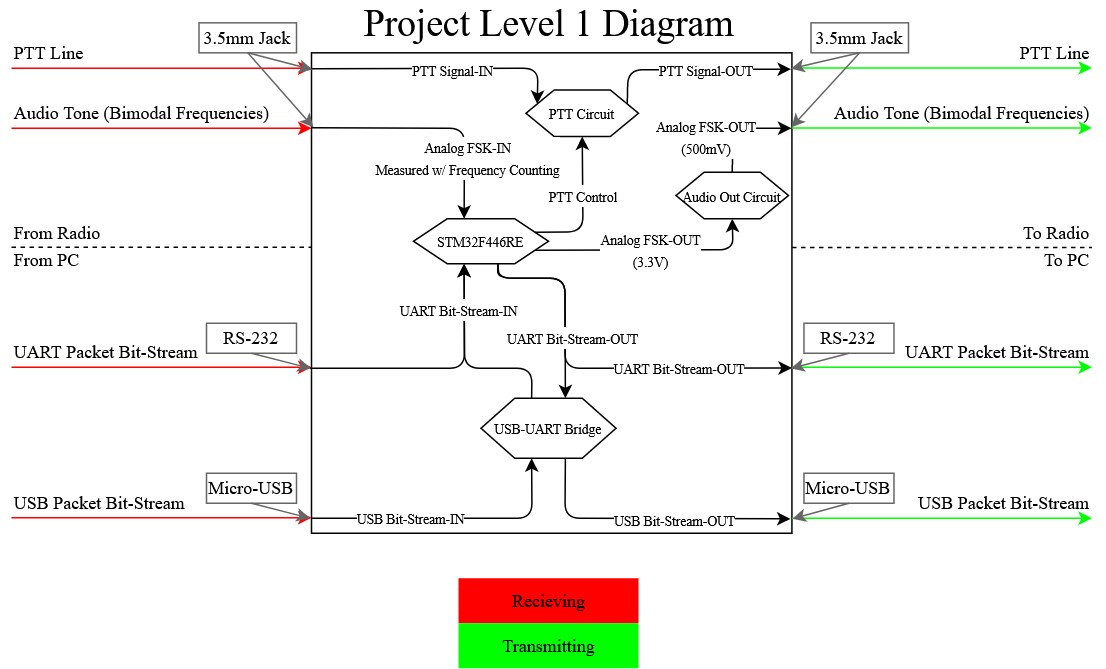 Project Level 1 Diagram
3.5mm Jack
3.5mm Jack
PTT Line
PTT Signal-IN
PTT Signal-OUT
PTT Line
Audio Tone (Bimodal Frequencies)
PTT Circuit
Audio Tone (Bimodal Frequencies)
Analog FSK-OUT
(500mV)
Analog FSK-IN
Measured w/ Frequency Counting
PTT Control
Audio Out Circuit
From Radio
STM32F446RE
Analog FSK-OUT
(3.3V)
To Radio
From PC
To PC
UART Bit-Stream-IN
RS-232
UART Bit-Stream-OUT
RS-232
UART Packet Bit-Stream
UART Bit-Stream-OUT
UART Packet Bit-Stream
USB-UART Bridge
Micro-USB
Micro-USB
USB Packet Bit-Stream
USB Bit-Stream-IN
USB Bit-Stream-OUT
USB Packet Bit-Stream
Recieving
Transmitting